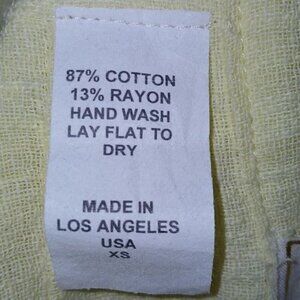 87% COTTON
13% RAYON
HAND WASH
LAY FLAT TO
DRY
MADE IN
LOS ANGELES
USA
XS